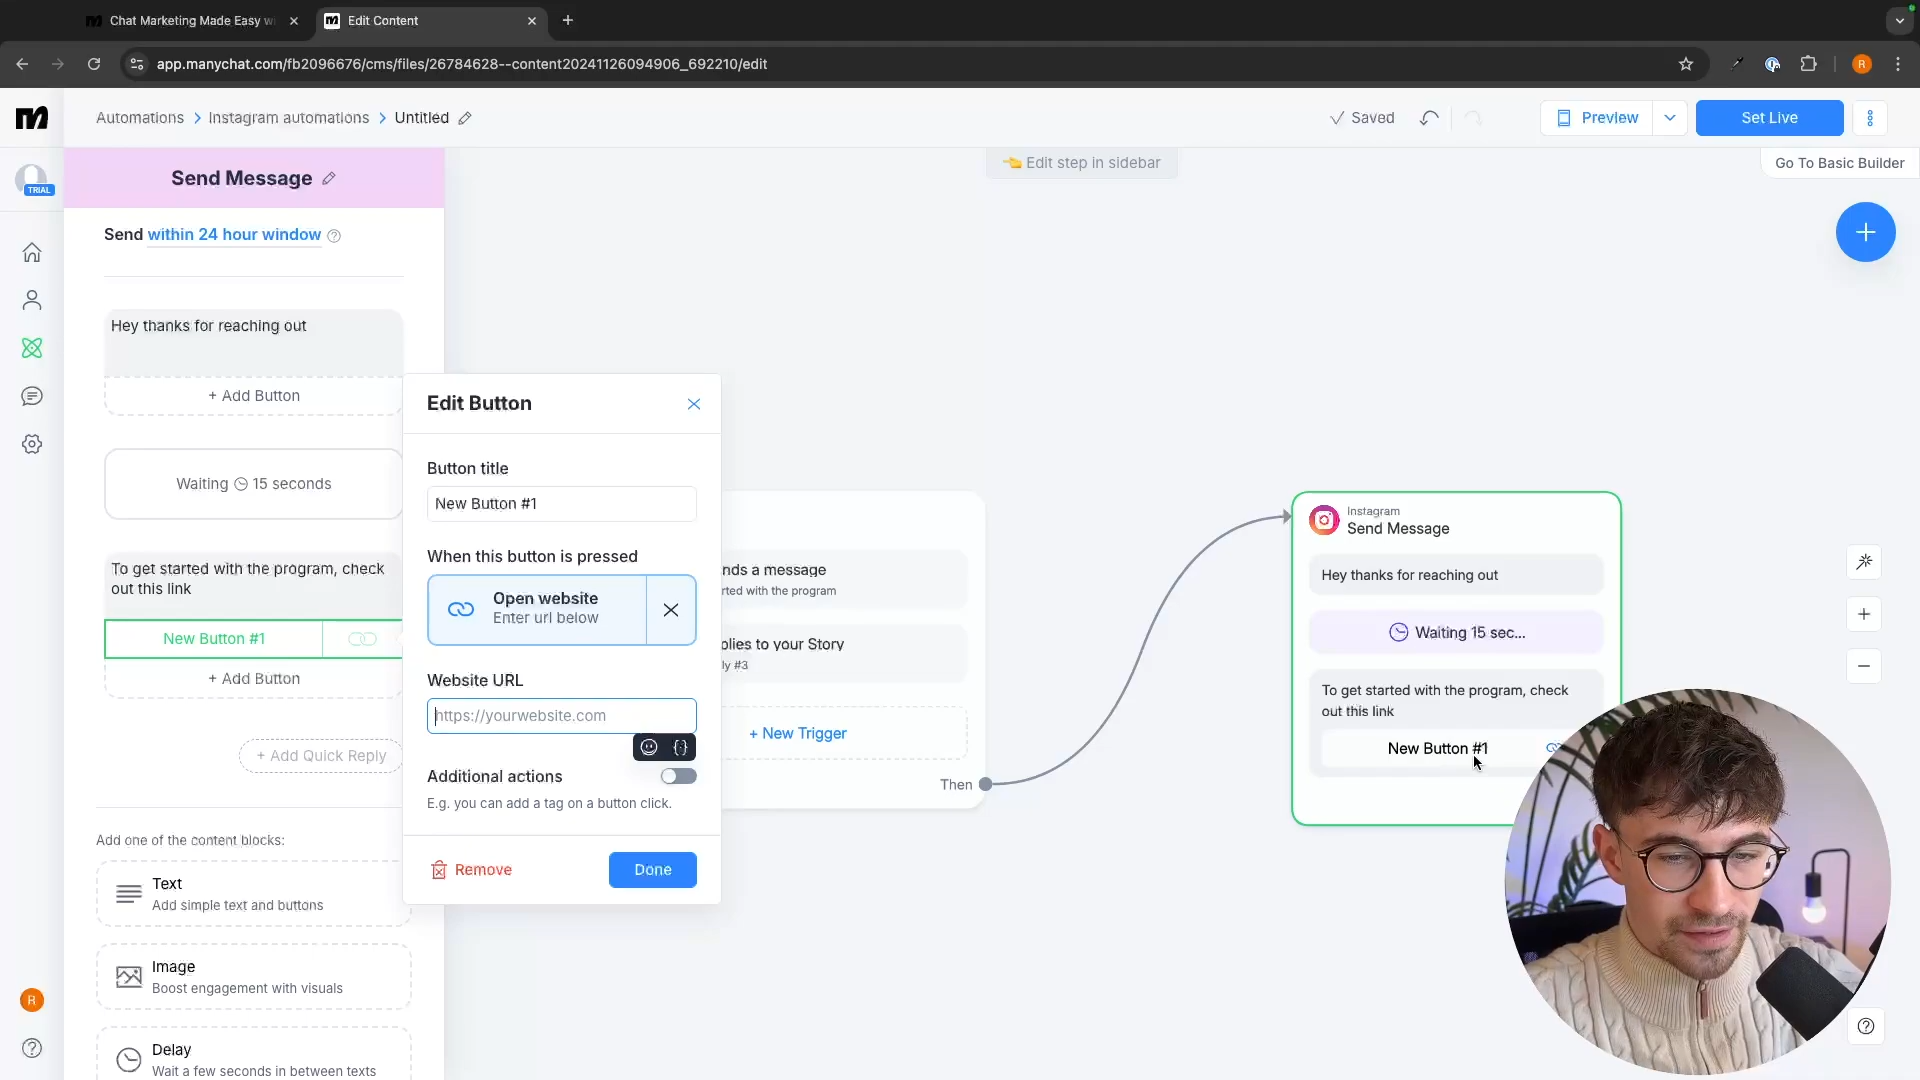 Chat Marketing Made Easy wi
Edit Content
app.manychat.com/fb2096676/cms/files/26784628--content20241126094906_692210/edit
R
Automations
Instagram automations
Untitled
Saved
Preview
Set Live
TRIAL
Send Message
Edit step in sidebar
Go To Basic Builder
Send within 24 hour window
Hey thanks for reaching out
+ Add Button
Waiting 15 seconds
To get started with the program, check
out this link
New Button #1
+ Add Button
+ Add Quick Reply
Add one of the content blocks:
Text
Add simple text and buttons
Image
Boost engagement with visuals
Delay
Wait a few seconds in between texts
R
Edit Button
Button title
New Button #1
When this button is pressed
Open website
Enter url below
Website URL
https://yourwebsite.com
Additional actions
E.g. you can add a tag on a button click.
Remove
Done
nds a message
rted with the program
plies to your Story
ly #3
+ New Trigger
Then
Instagram
Send Message
Hey thanks for reaching out
Waiting 15 sec...
To get started with the program, check
out this link
New Button #1